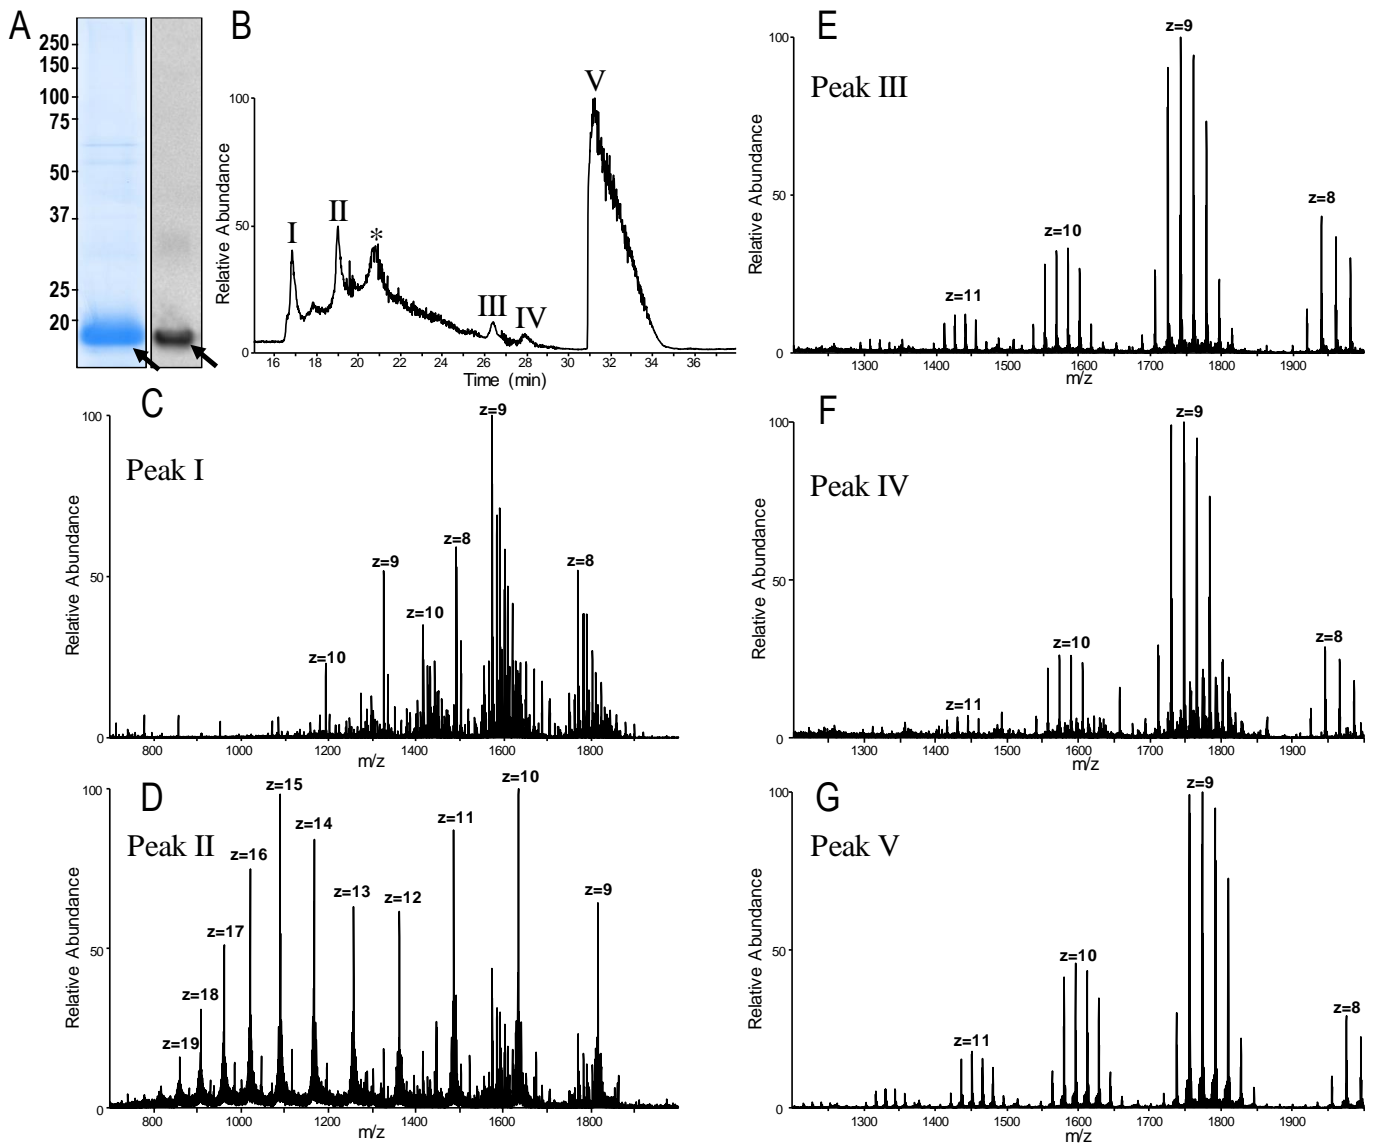 A
250
150
100
75
50
37
25
20
B
Relative Abundance
100
50
0
I
II
*
III
IV
V
16 18 20 22 24 26 28 30 32 34 36
Time (min)
C
Peak I
Relative Abundance
100
50
0
z=10
z=9
z=10
z=8
z=9
z=8
800 1000 1200 1400 1600 1800
m/z
D
Peak II
Relative Abundance
100
50
0
z=19
z=18
z=17
z=16
z=15
z=14
z=13
z=12
z=11
z=10
z=9
800 1000 1200 1400 1600 1800
m/z
E
Peak III
Relative Abundance
100
50
0
z=11
z=10
z=9
z=8
1300 1400 1500 1600 1700 1800 1900
m/z
F
Peak IV
Relative Abundance
100
50
0
z=11
z=10
z=9
z=8
1300 1400 1500 1600 1700 1800 1900
m/z
G
Peak V
Relative Abundance
100
50
0
z=11
z=10
z=9
z=8
1300 1400 1500 1600 1700 1800 1900
m/z